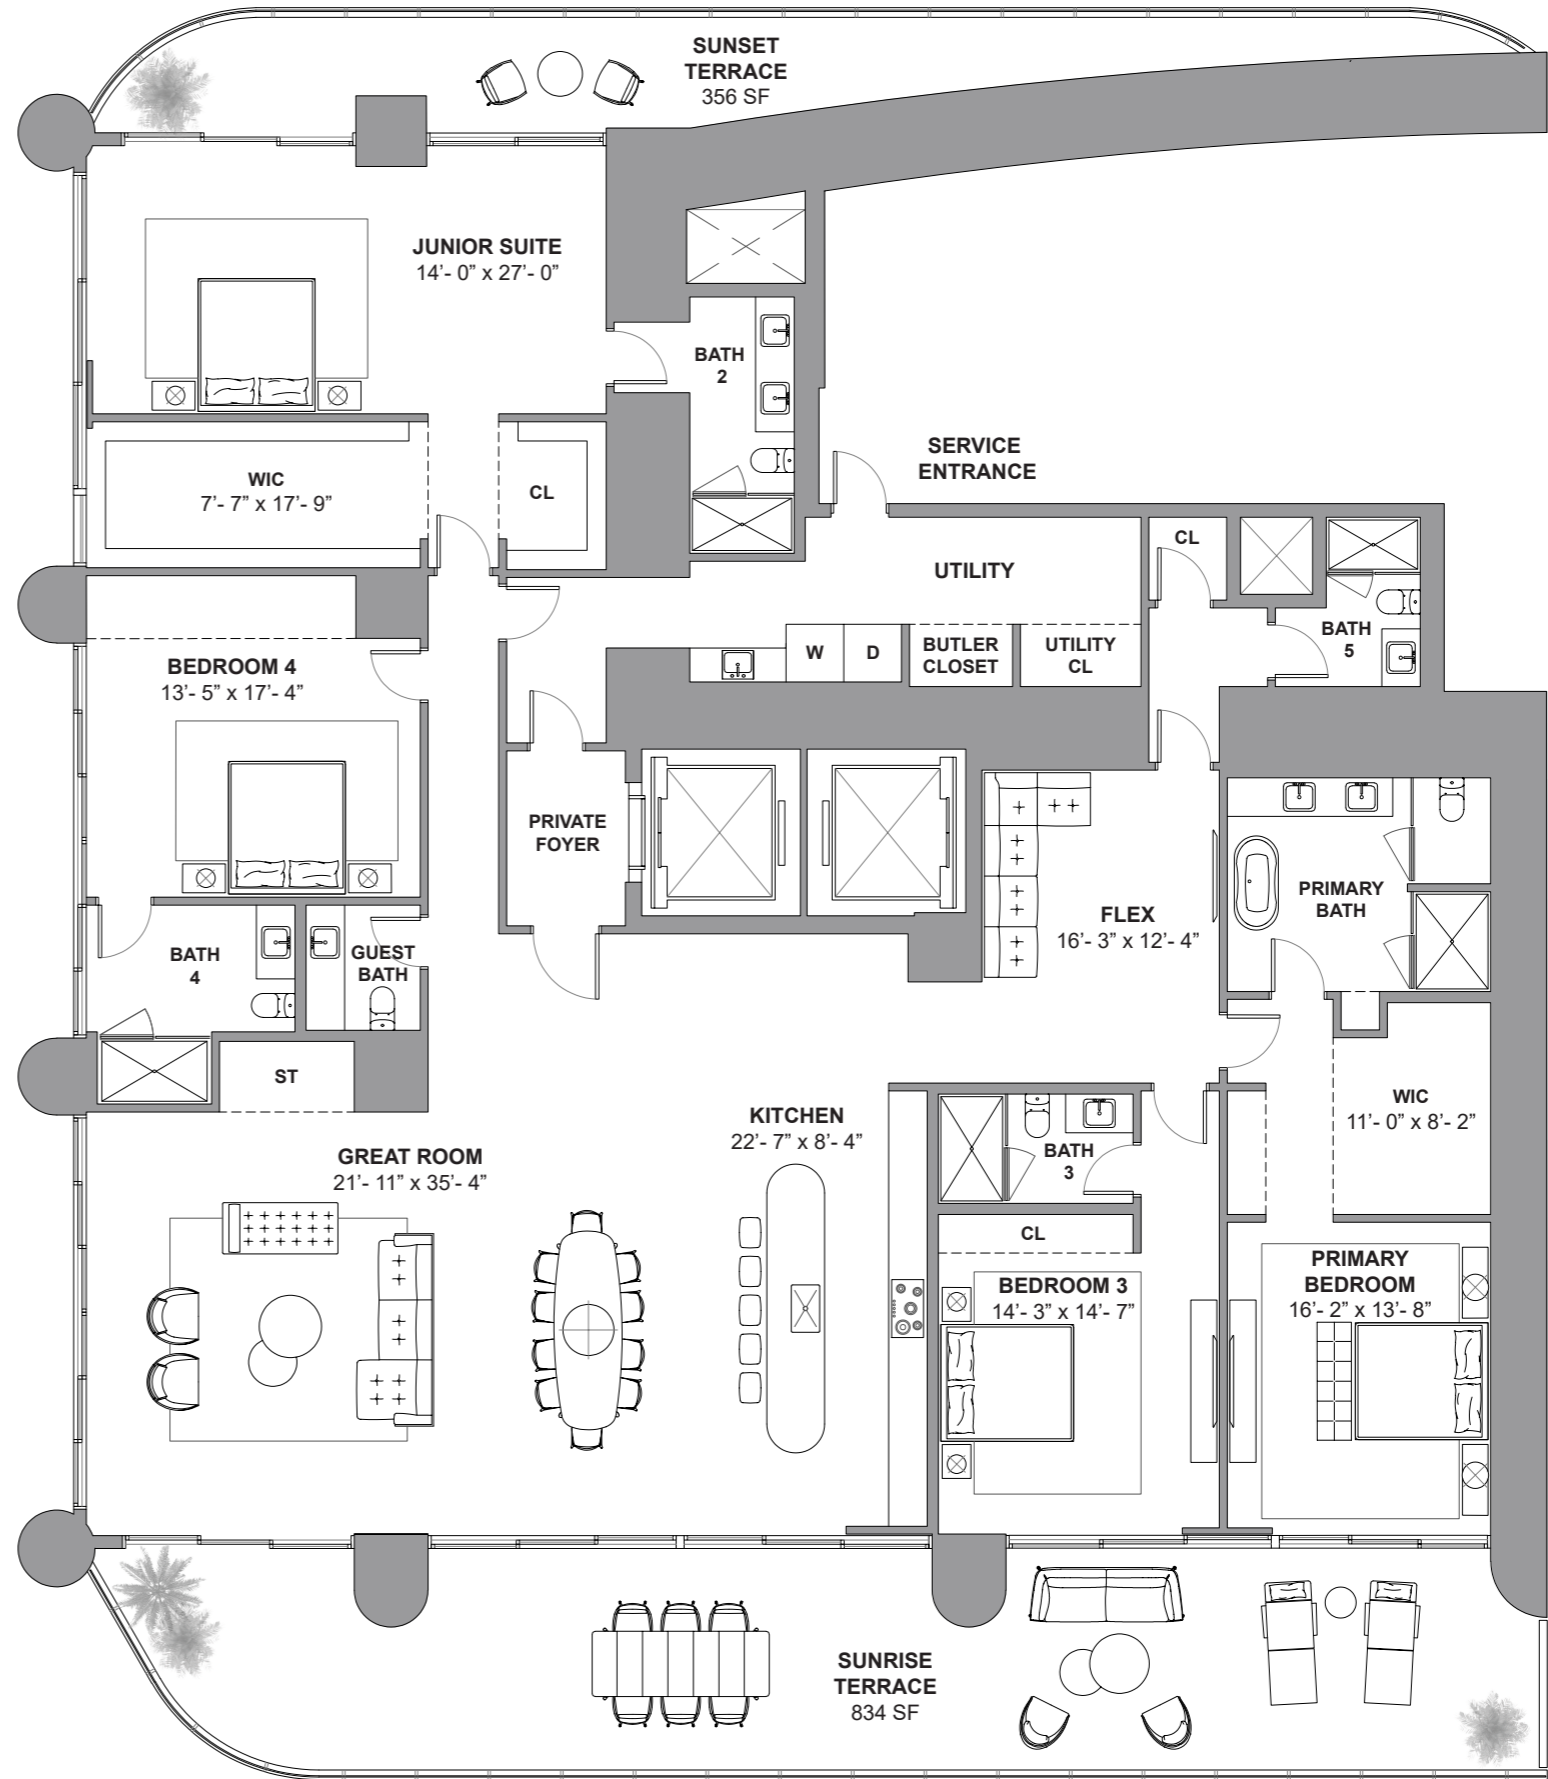 SUNSET
TERRACE
356 SF
JUNIOR SUITE
14’- 0” x 27’- 0”
BATH
2
SERVICE
ENTRANCE
WIC
7’- 7” x 17’- 9”
CL
UTILITY
CL
BATH
5
W
D
BUTLER
CLOSET
UTILITY
CL
BEDROOM 4
13’- 5” x 17’- 4”
PRIVATE
FOYER
FLEX
16’- 3” x 12’- 4”
PRIMARY
BATH
BATH
4
GUEST
BATH
ST
GREAT ROOM
21’- 11” x 35’- 4”
KITCHEN
22’- 7” x 8’- 4”
BATH
3
WIC
11’- 0” x 8’- 2”
CL
BEDROOM 3
14’- 3” x 14’- 7”
PRIMARY
BEDROOM
16’- 2” x 13’- 8”
SUNRISE
TERRACE
834 SF